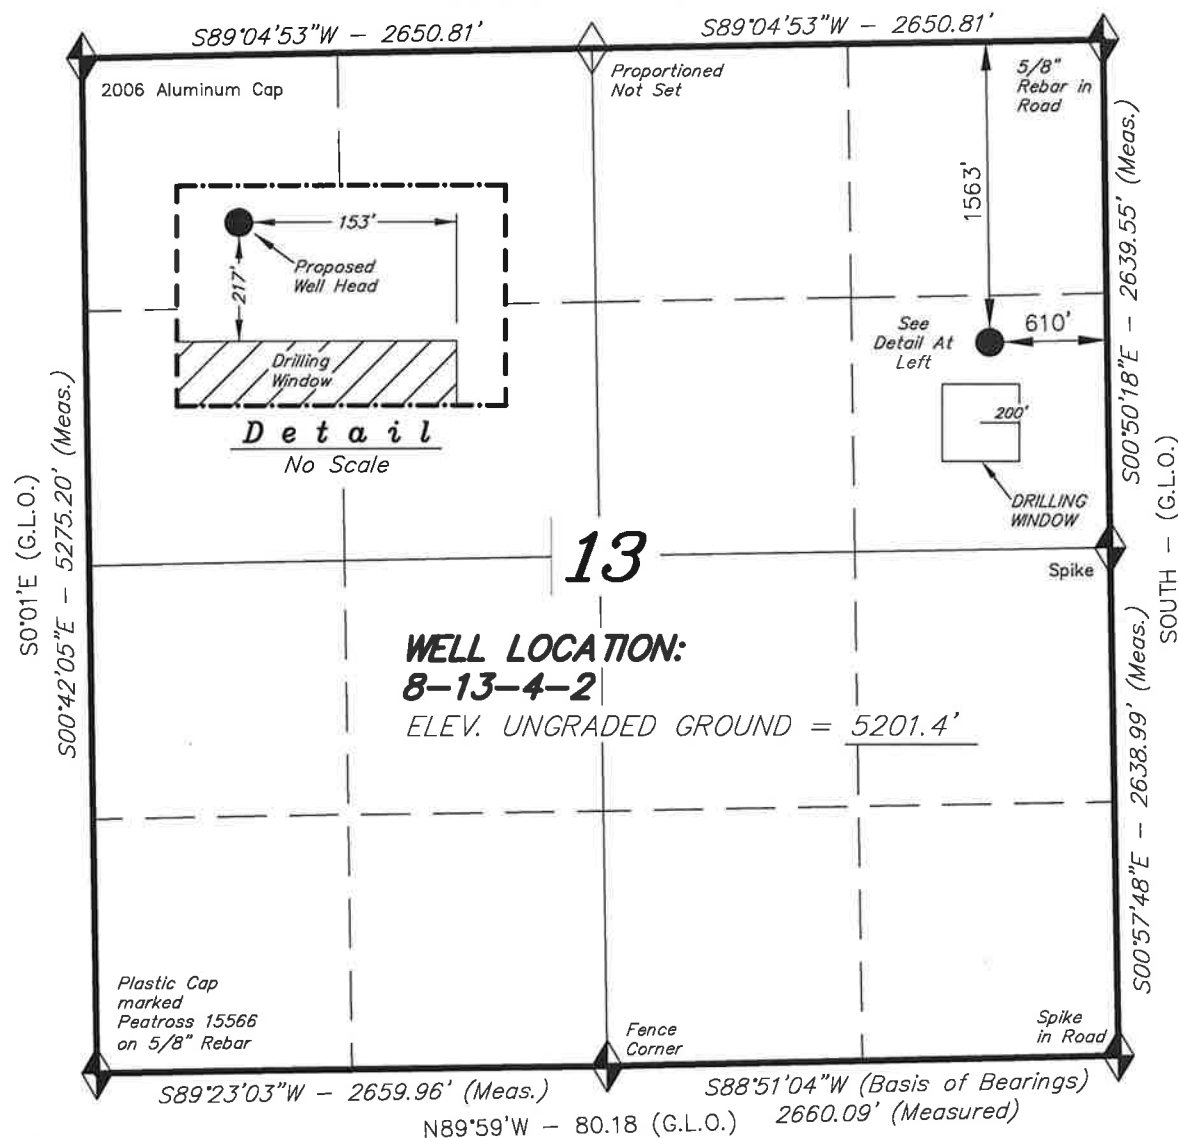 S89°04'53"W – 2650.81'
S89°04'53"W – 2650.81'
2006 Aluminum Cap
Proportioned
Not Set
5/8"
Rebar in
Road
153'
217'
Proposed
Well Head
Drilling
Window
Detail
No Scale
1563'
610'
See
Detail At
Left
200'
DRILLING
WINDOW
S00°50'18"E – 2639.55' (Meas.)
SOUTH – (G.L.O.)
S0°01'E (G.L.O.)
S00°42'05"E – 5275.20' (Meas.)
13
Spike
WELL LOCATION:
8–13–4–2
ELEV. UNGRADED GROUND = 5201.4'
S00°57'48"E – 2638.99' (Meas.)
Plastic Cap
marked
Peatross 15566
on 5/8" Rebar
Fence
Corner
Spike
in Road
S89°23'03"W – 2659.96' (Meas.)
S88°51'04"W (Basis of Bearings)
2660.09' (Measured)
N89°59'W – 80.18 (G.L.O.)